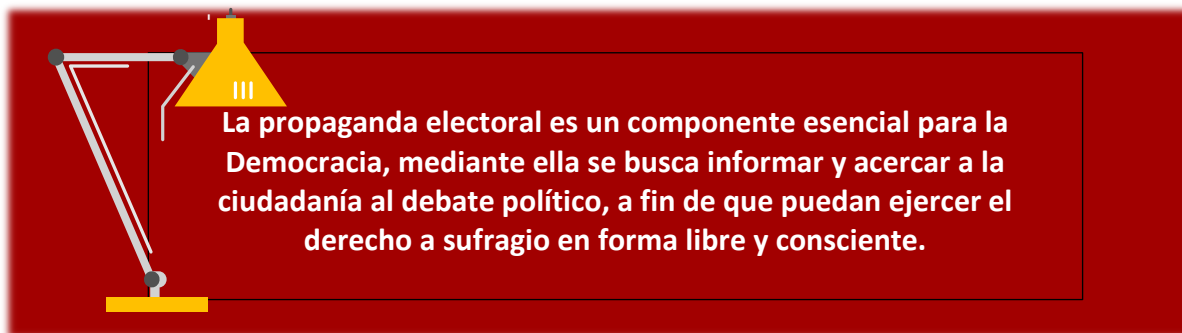 La propaganda electoral es un componente esencial para la
Democracia, mediante ella se busca informar y acercar a la
ciudadanía al debate político, a fin de que puedan ejercer el
derecho a sufragio en forma libre y consciente.